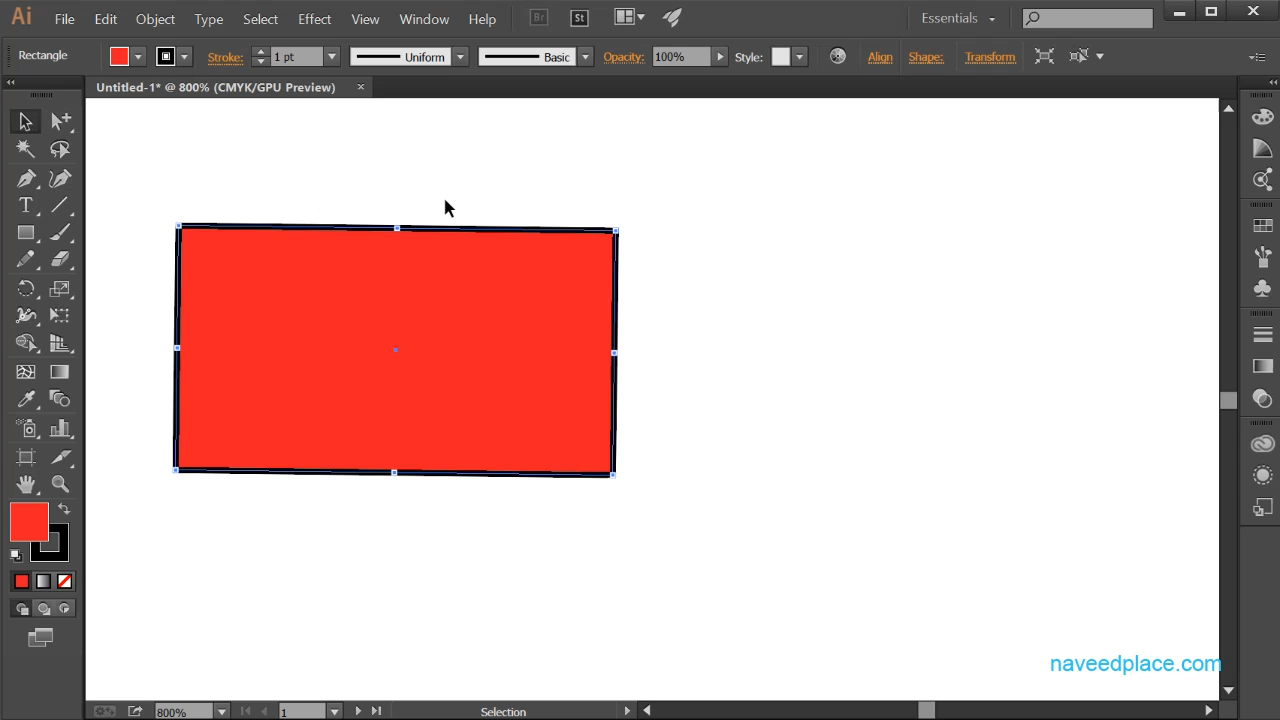 Ai File Edit Object Type Select Effect View Window Help Br St Essentials
Rectangle Stroke: 1 pt Uniform Basic Opacity: 100% Style: Align Shape: Transform
Untitled-1* @ 800% (CMYK/GPU Preview) ×
T
naveedplace.com
800% 1 Selection